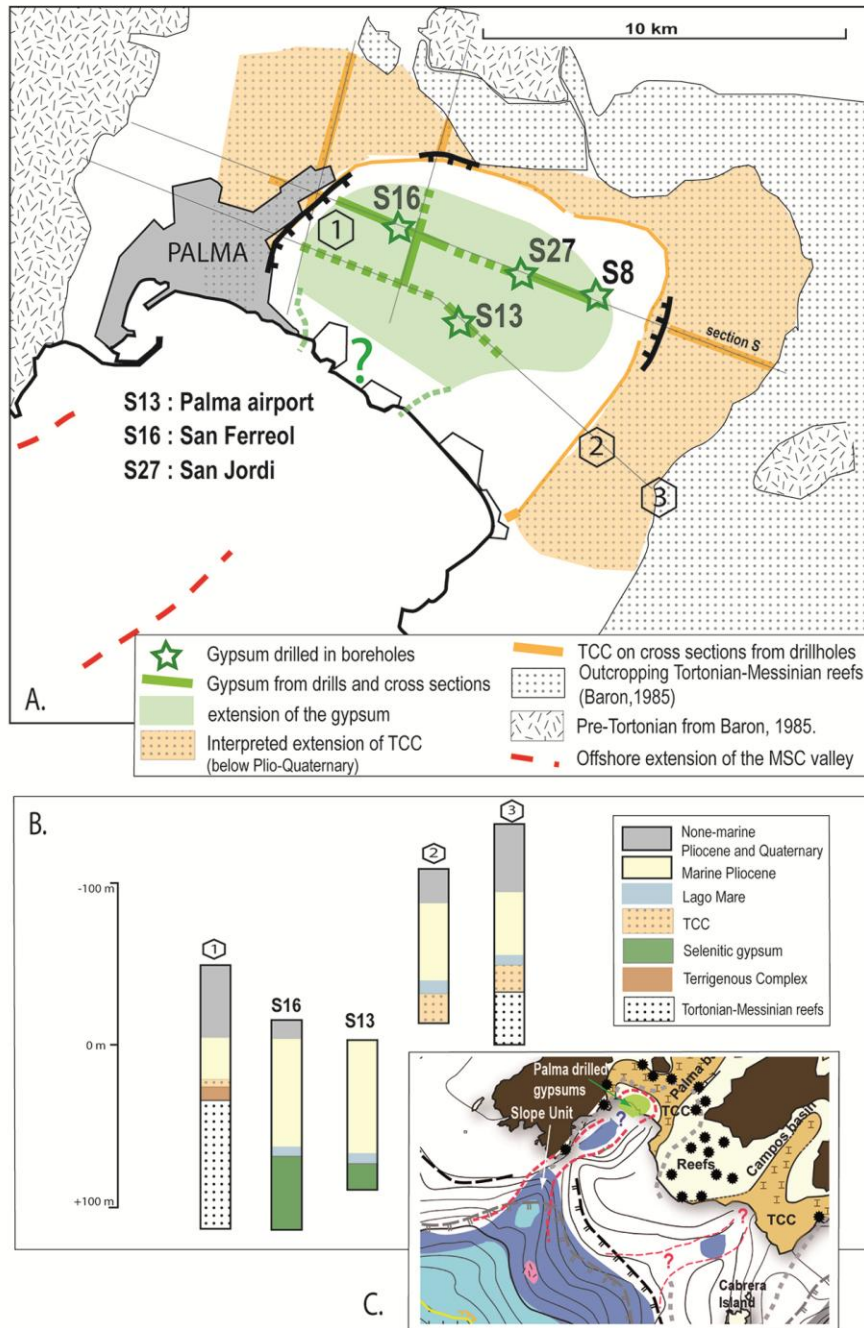 10 km
S16
1
PALMA
S27
S8
S13
section S
?
S13 : Palma airport
S16 : San Ferreol
S27 : San Jordi
2
3
A.
Gypsum drilled in boreholes
Gypsum from drills and cross sections
extension of the gypsum
Interpreted extension of TCC
(below Plio-Quaternary)
TCC on cross sections from drillholes
Outcropping Tortonian-Messinian reefs
(Baron,1985)
Pre-Tortonian from Baron, 1985.
Offshore extension of the MSC valley
B.
3
2
1
-100 m
0 m
+100 m
S16
S13
None-marine
Pliocene and Quaternary
Marine Pliocene
Lago Mare
TCC
Selenitic gypsum
Terrigenous Complex
Tortonian-Messinian reefs
Palma drilled
gypsums
Slope Unit
?
TCC
Campos basin
Reefs
TCC
?
?
Cabrera
Island
C.